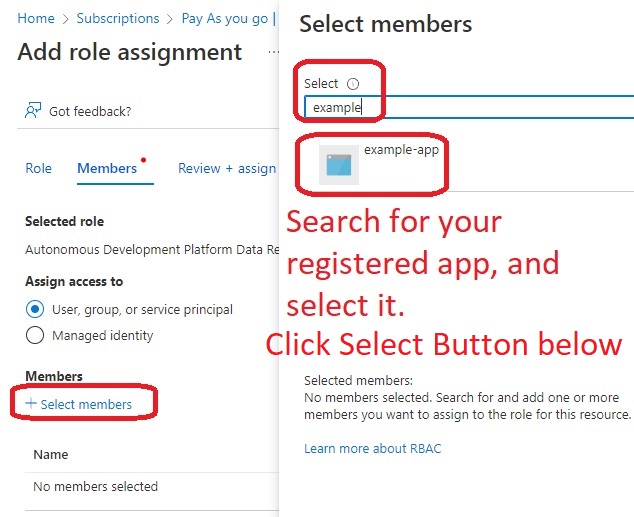 Home > Subscriptions > Pay As you go |
Add role assignment ...
Got feedback?
Role Members Review + assign
Selected role
Autonomous Development Platform Data Re
Assign access to
User, group, or service principal
Managed identity
Members
+ Select members
Name
No members selected
Select members
Select
example
example-app
Search for your
registered app, and
select it.
Click Select Button below
Selected members:
No members selected. Search for and add one or more
members you want to assign to the role for this resource.
Learn more about RBAC